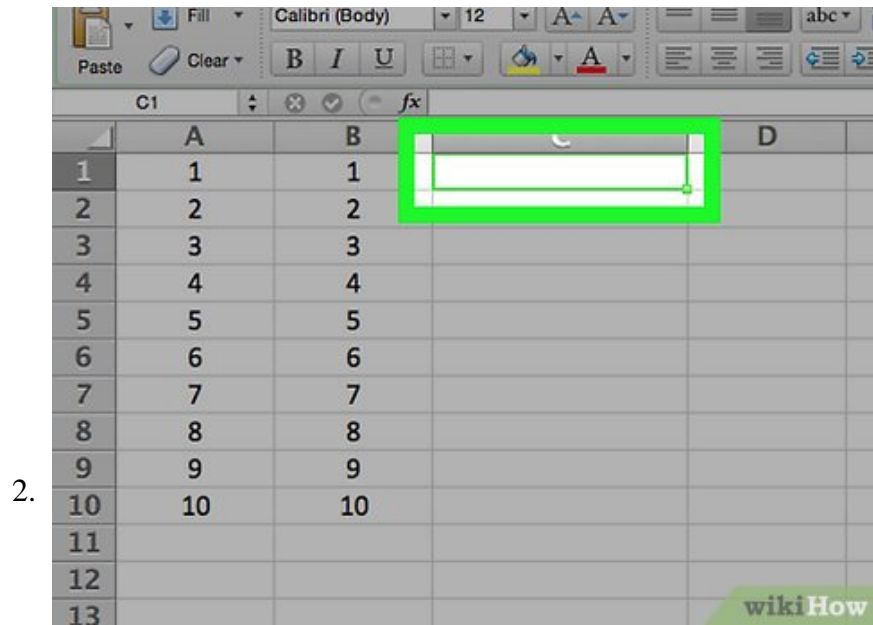 Fill Calibri (Body) 12 A A abc
Paste Clear B I U A
C1 fx
A B C D
1 1 1
2 2 2
3 3 3
4 4 4
5 5 5
6 6 6
7 7 7
8 8 8
9 9 9
2.
10 10 10
11
12
13
wikiHow